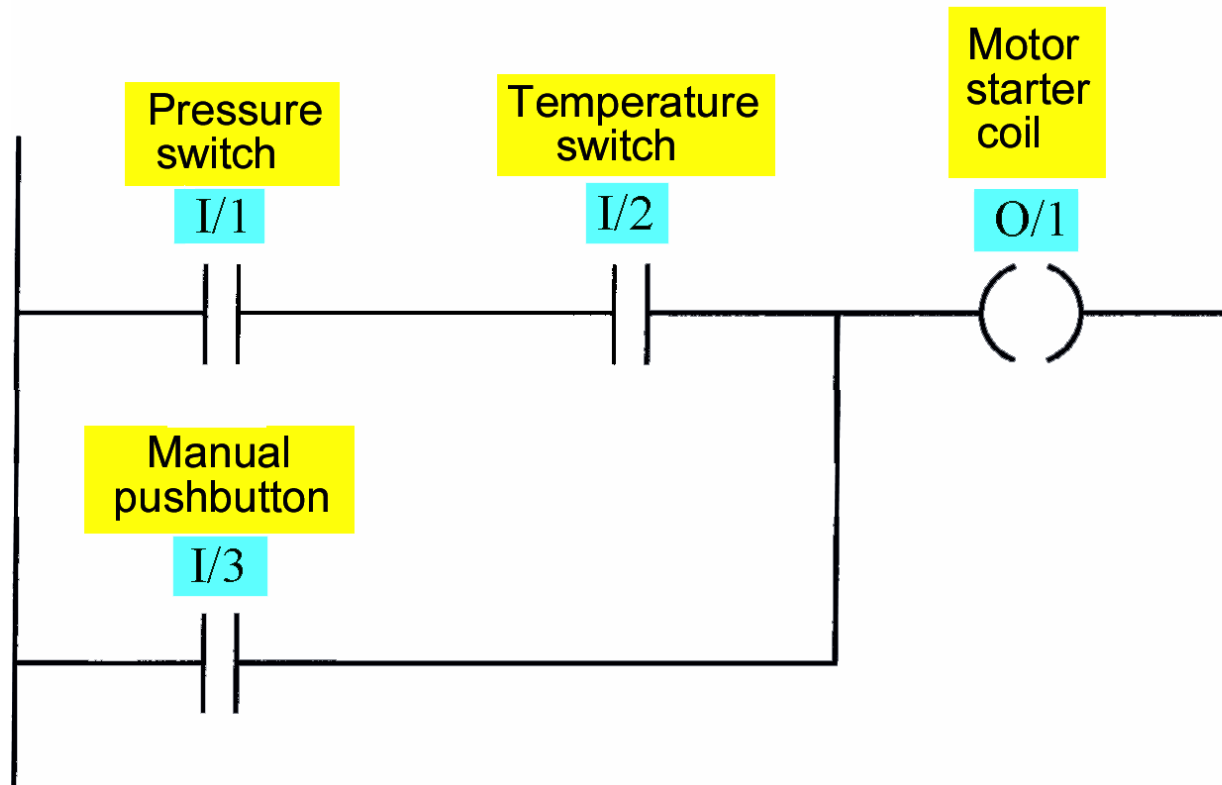 Pressure
switch
I/1
Temperature
switch
I/2
Motor
starter
coil
O/1
Manual
pushbutton
I/3